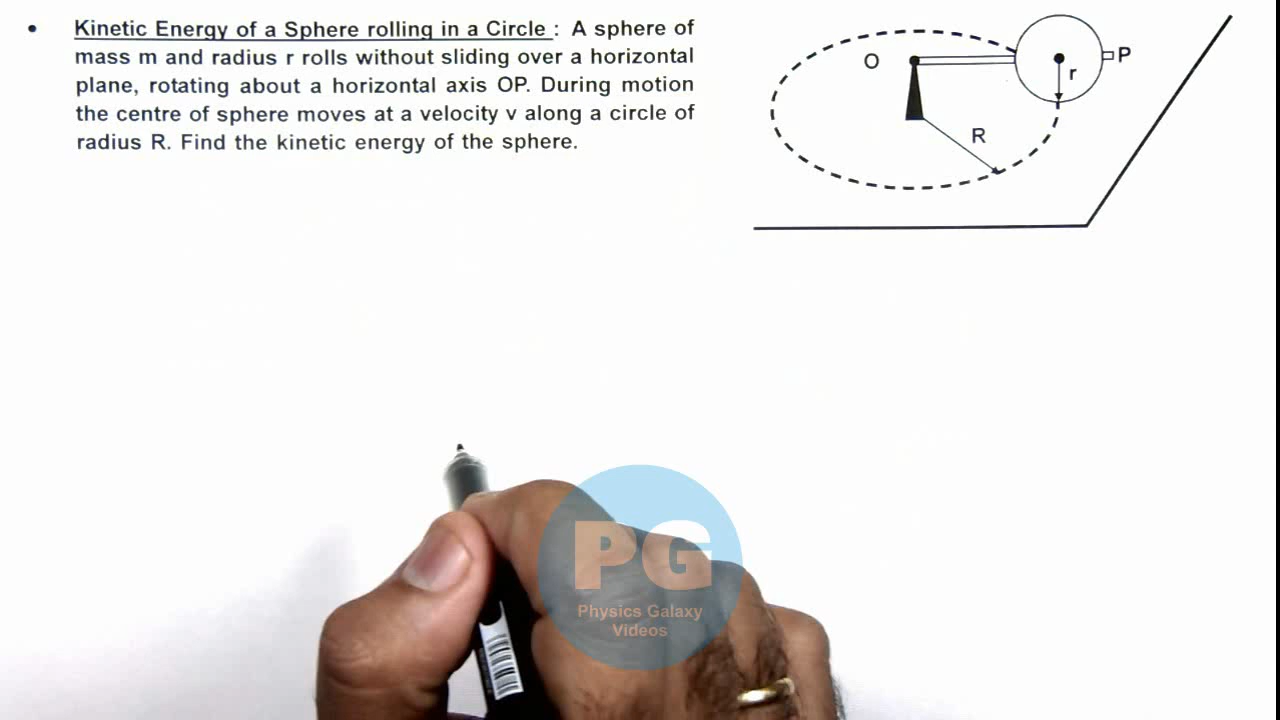 • Kinetic Energy of a Sphere rolling in a Circle : A sphere of
mass m and radius r rolls without sliding over a horizontal
plane, rotating about a horizontal axis OP. During motion
the centre of sphere moves at a velocity v along a circle of
radius R. Find the kinetic energy of the sphere.
O
P
r
R
PG
Physics Galaxy
Videos